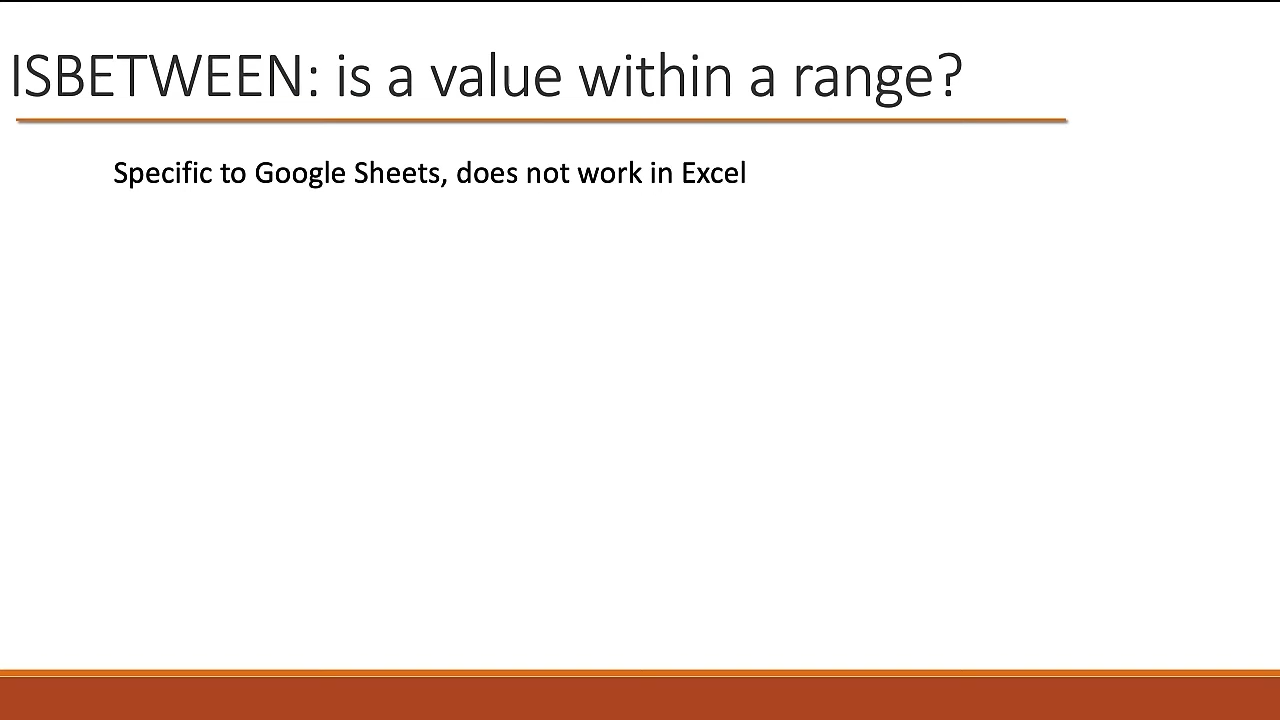 ISBETWEEN: is a value within a range?
Specific to Google Sheets, does not work in Excel